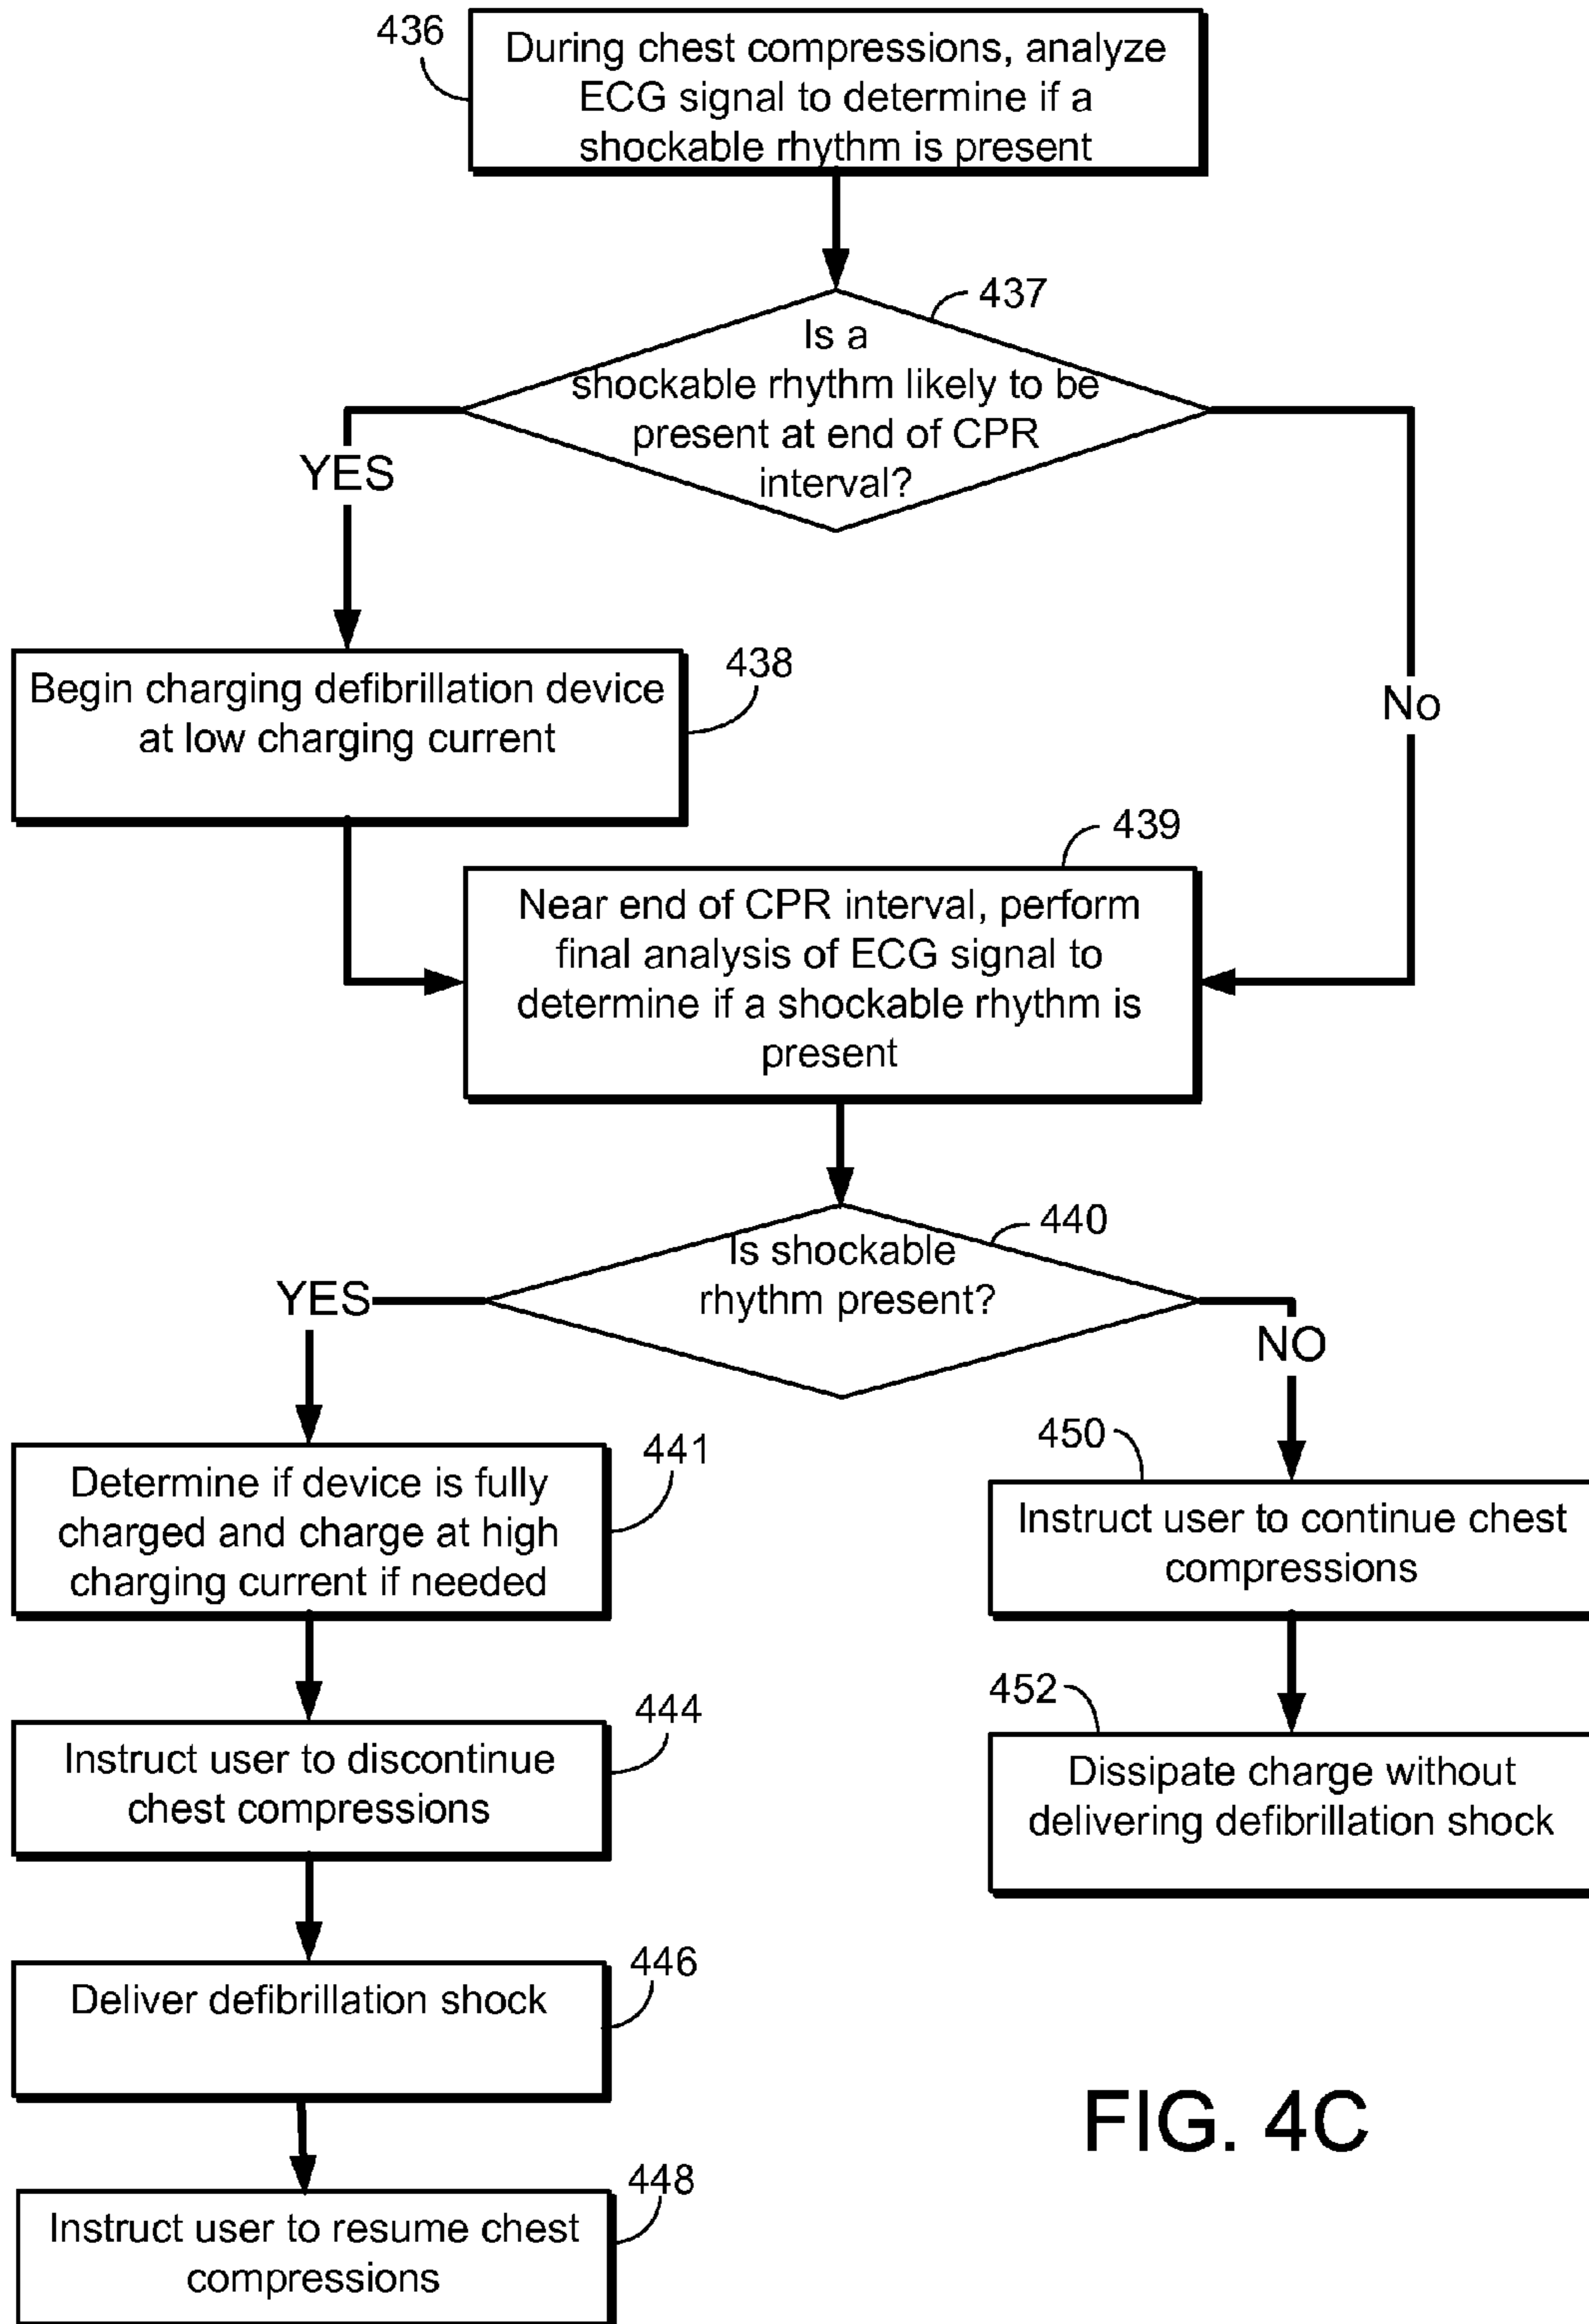 436
During chest compressions, analyze
ECG signal to determine if a
shockable rhythm is present
437
Is a
shockable rhythm likely to be
present at end of CPR
interval?
YES
No
438
Begin charging defibrillation device
at low charging current
439
Near end of CPR interval, perform
final analysis of ECG signal to
determine if a shockable rhythm is
present
440
Is shockable
rhythm present?
YES
NO
441
Determine if device is fully
charged and charge at high
charging current if needed
450
Instruct user to continue chest
compressions
444
Instruct user to discontinue
chest compressions
452
Dissipate charge without
delivering defibrillation shock
446
Deliver defibrillation shock
448
Instruct user to resume chest
compressions
FIG. 4C